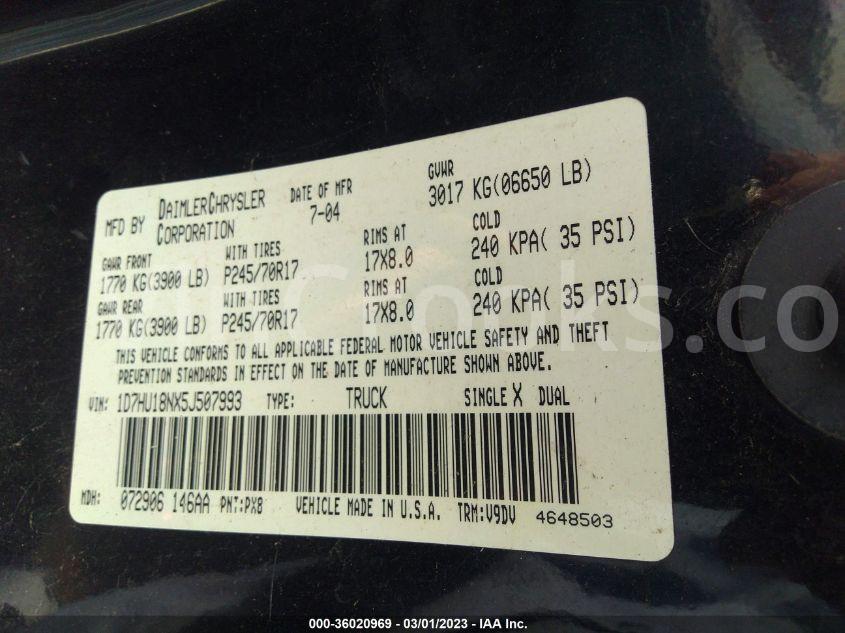 MFD BY DAIMLERCHRYSLER CORPORATION DATE OF MFR 7-04 GVWR 3017 KG(06650 LB)
GAWR FRONT WITH TIRES RIMS AT COLD
1770 KG(3900 LB) P245/70R17 17X8.0 240 KPA( 35 PSI)
GAWR REAR WITH TIRES RIMS AT COLD
1770 KG(3900 LB) P245/70R17 17X8.0 240 KPA( 35 PSI)
THIS VEHICLE CONFORMS TO ALL APPLICABLE FEDERAL MOTOR VEHICLE SAFETY AND THEFT
PREVENTION STANDARDS IN EFFECT ON THE DATE OF MANUFACTURE SHOWN ABOVE.
VIN: 1D7HU18NX5J507993 TYPE: TRUCK SINGLE X DUAL
MDH: 072906 146AA PNT:PX8 VEHICLE MADE IN U.S.A. TRM:V9DV 4648503
000-36020969 - 03/01/2023 - IAA Inc.